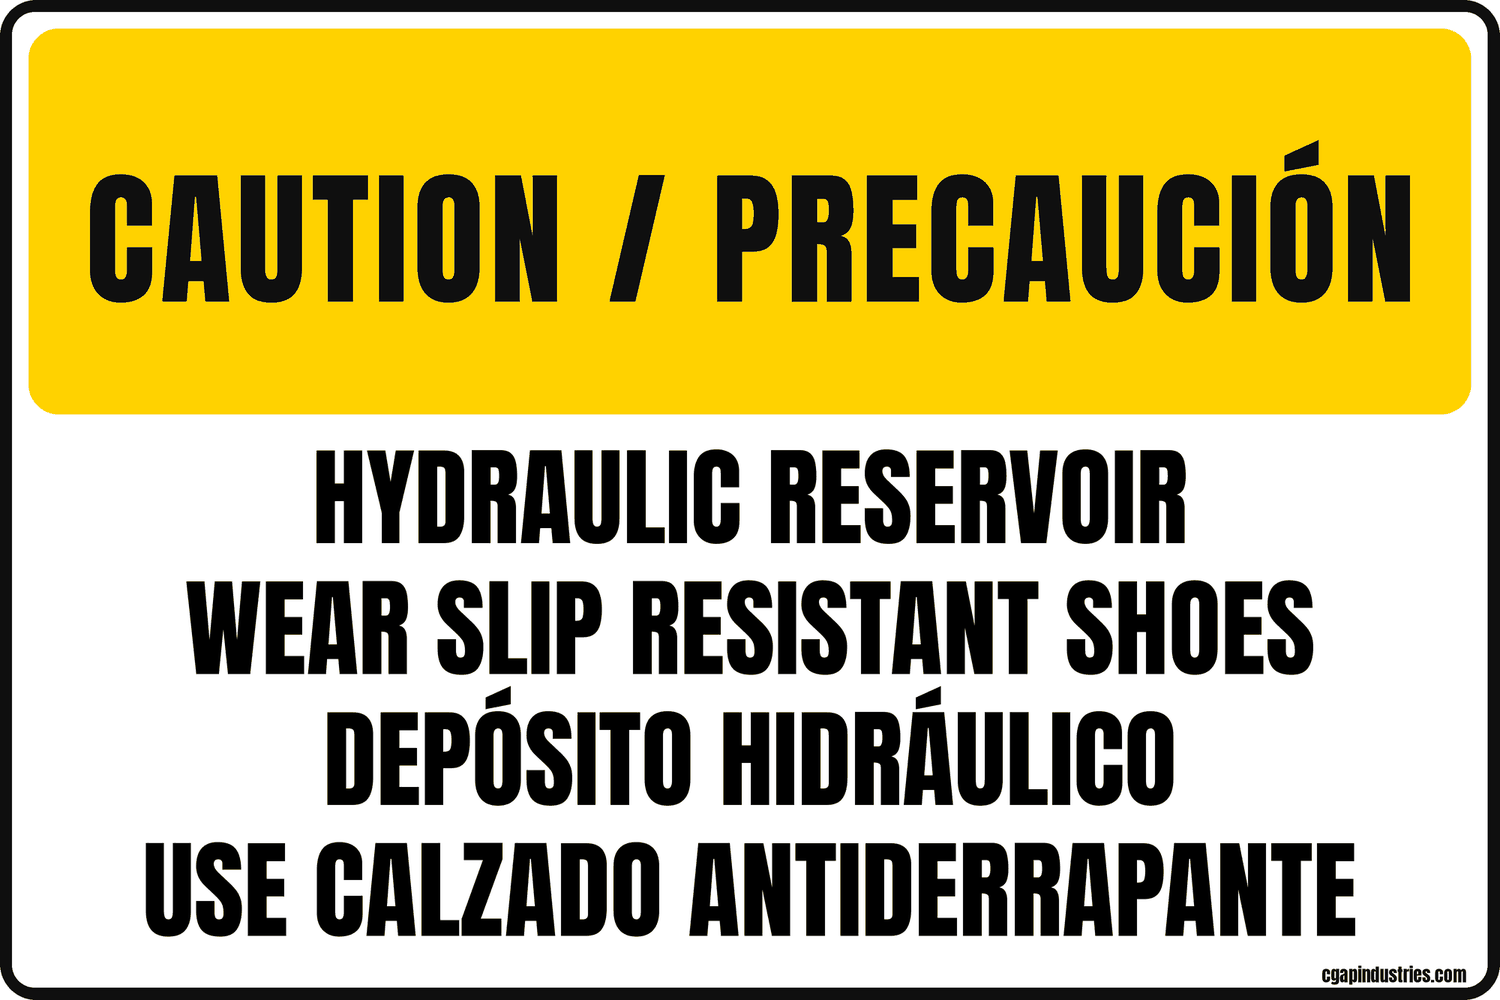 CAUTION / PRECAUCIÓN
HYDRAULIC RESERVOIR
WEAR SLIP RESISTANT SHOES
DEPÓSITO HIDRÁULICO
USE CALZADO ANTIDERRAPANTE
cgapindustries.com